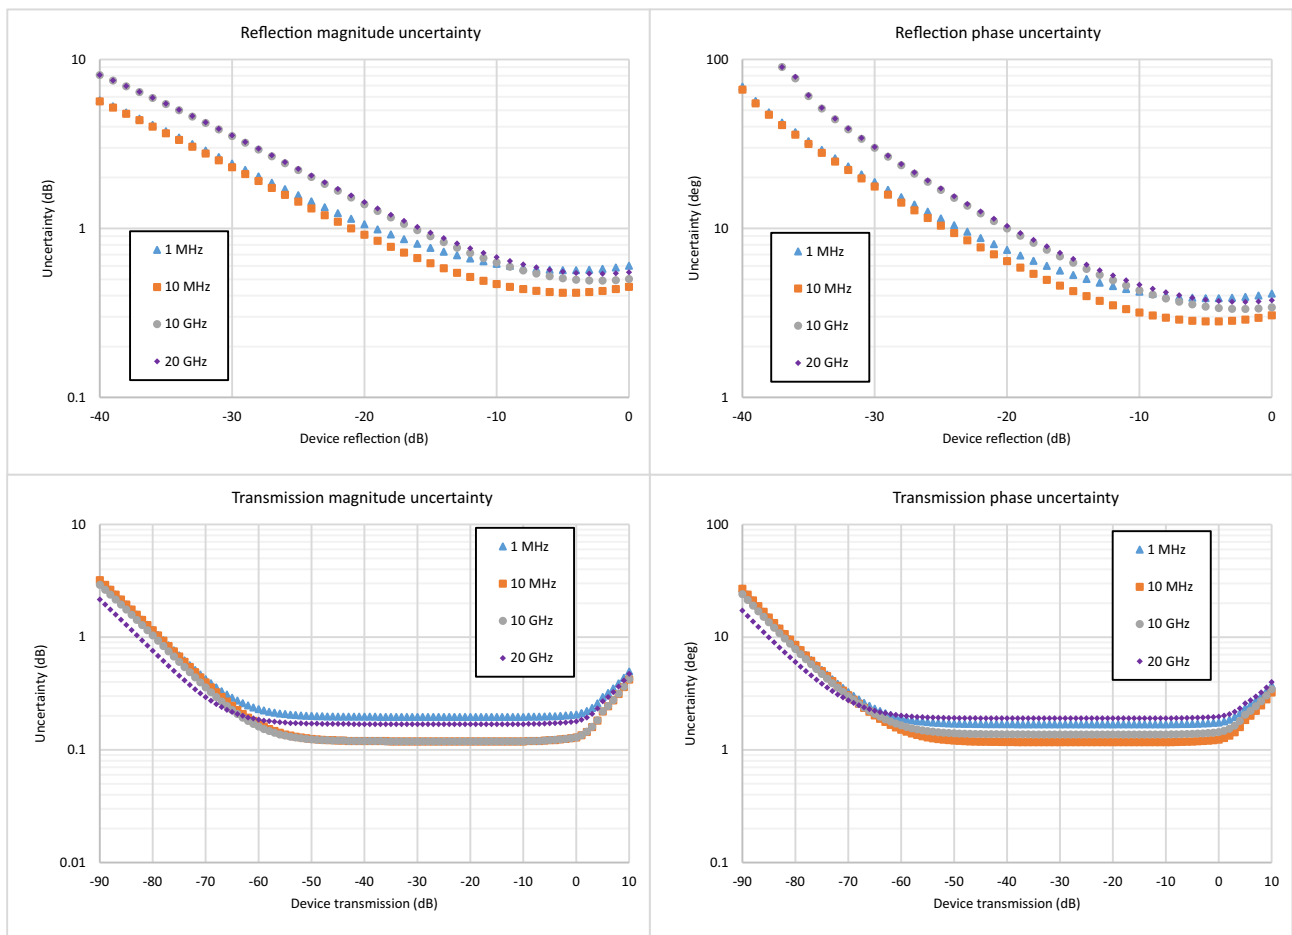 Reflection magnitude uncertainty
10
1
0.1
Uncertainty (dB)
1 MHz
10 MHz
10 GHz
20 GHz
-40 -30 -20 -10 0
Device reflection (dB)
Reflection phase uncertainty
100
10
1
Uncertainty (deg)
1 MHz
10 MHz
10 GHz
20 GHz
-40 -30 -20 -10 0
Device reflection (dB)
Transmission magnitude uncertainty
10
1
0.1
0.01
Uncertainty (dB)
1 MHz
10 MHz
10 GHz
20 GHz
-90 -80 -70 -60 -50 -40 -30 -20 -10 0 10
Device transmission (dB)
Transmission phase uncertainty
100
10
1
0.1
Uncertainty (deg)
1 MHz
10 MHz
10 GHz
20 GHz
-90 -80 -70 -60 -50 -40 -30 -20 -10 0 10
Device transmission (dB)